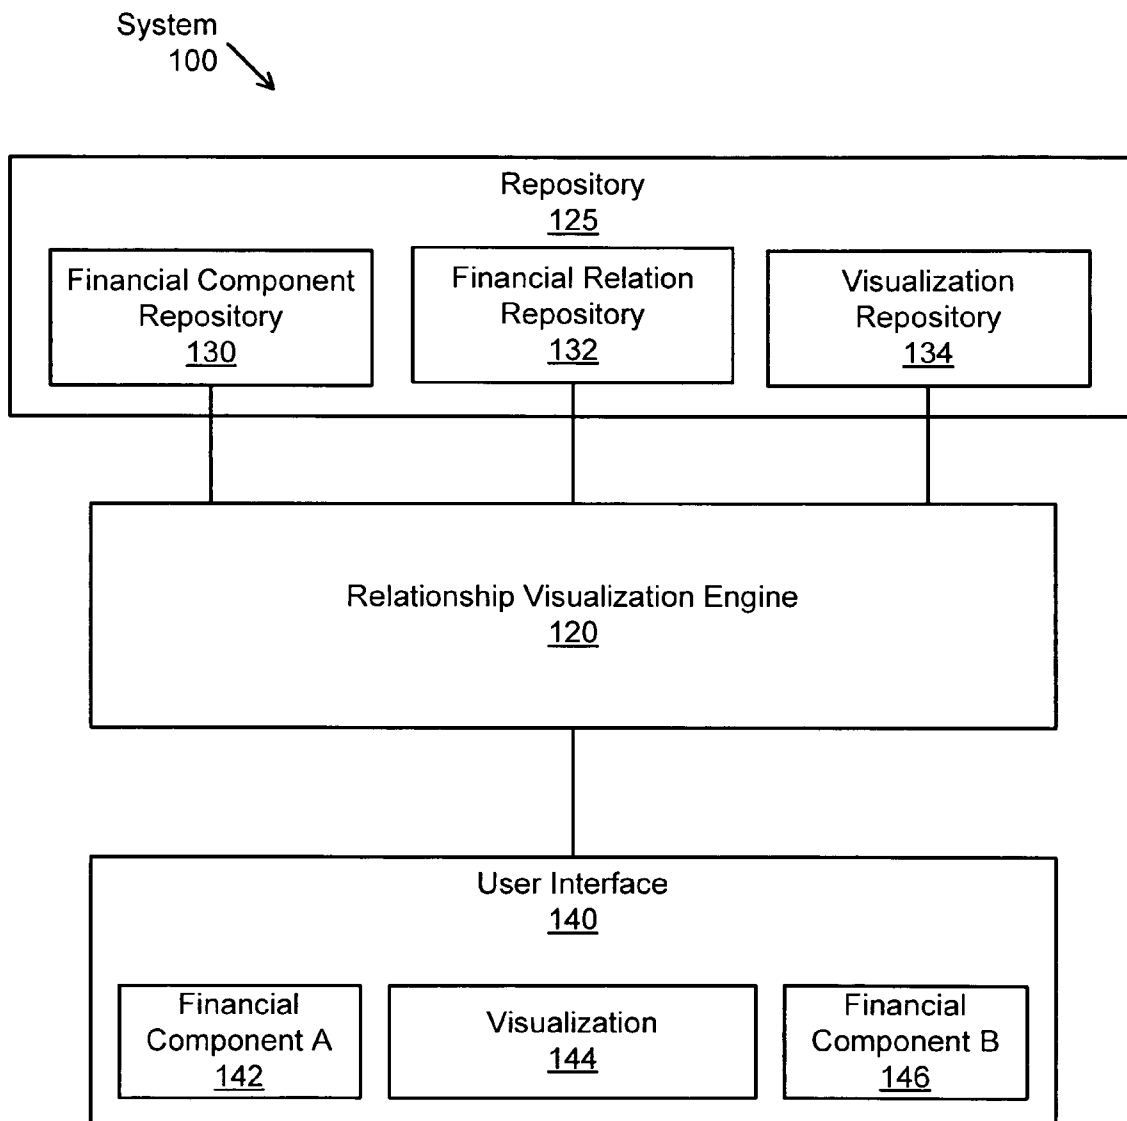 System
100
Repository
125
Financial Component
Repository
130
Financial Relation
Repository
132
Visualization
Repository
134
Relationship Visualization Engine
120
User Interface
140
Financial
Component A
142
Visualization
144
Financial
Component B
146